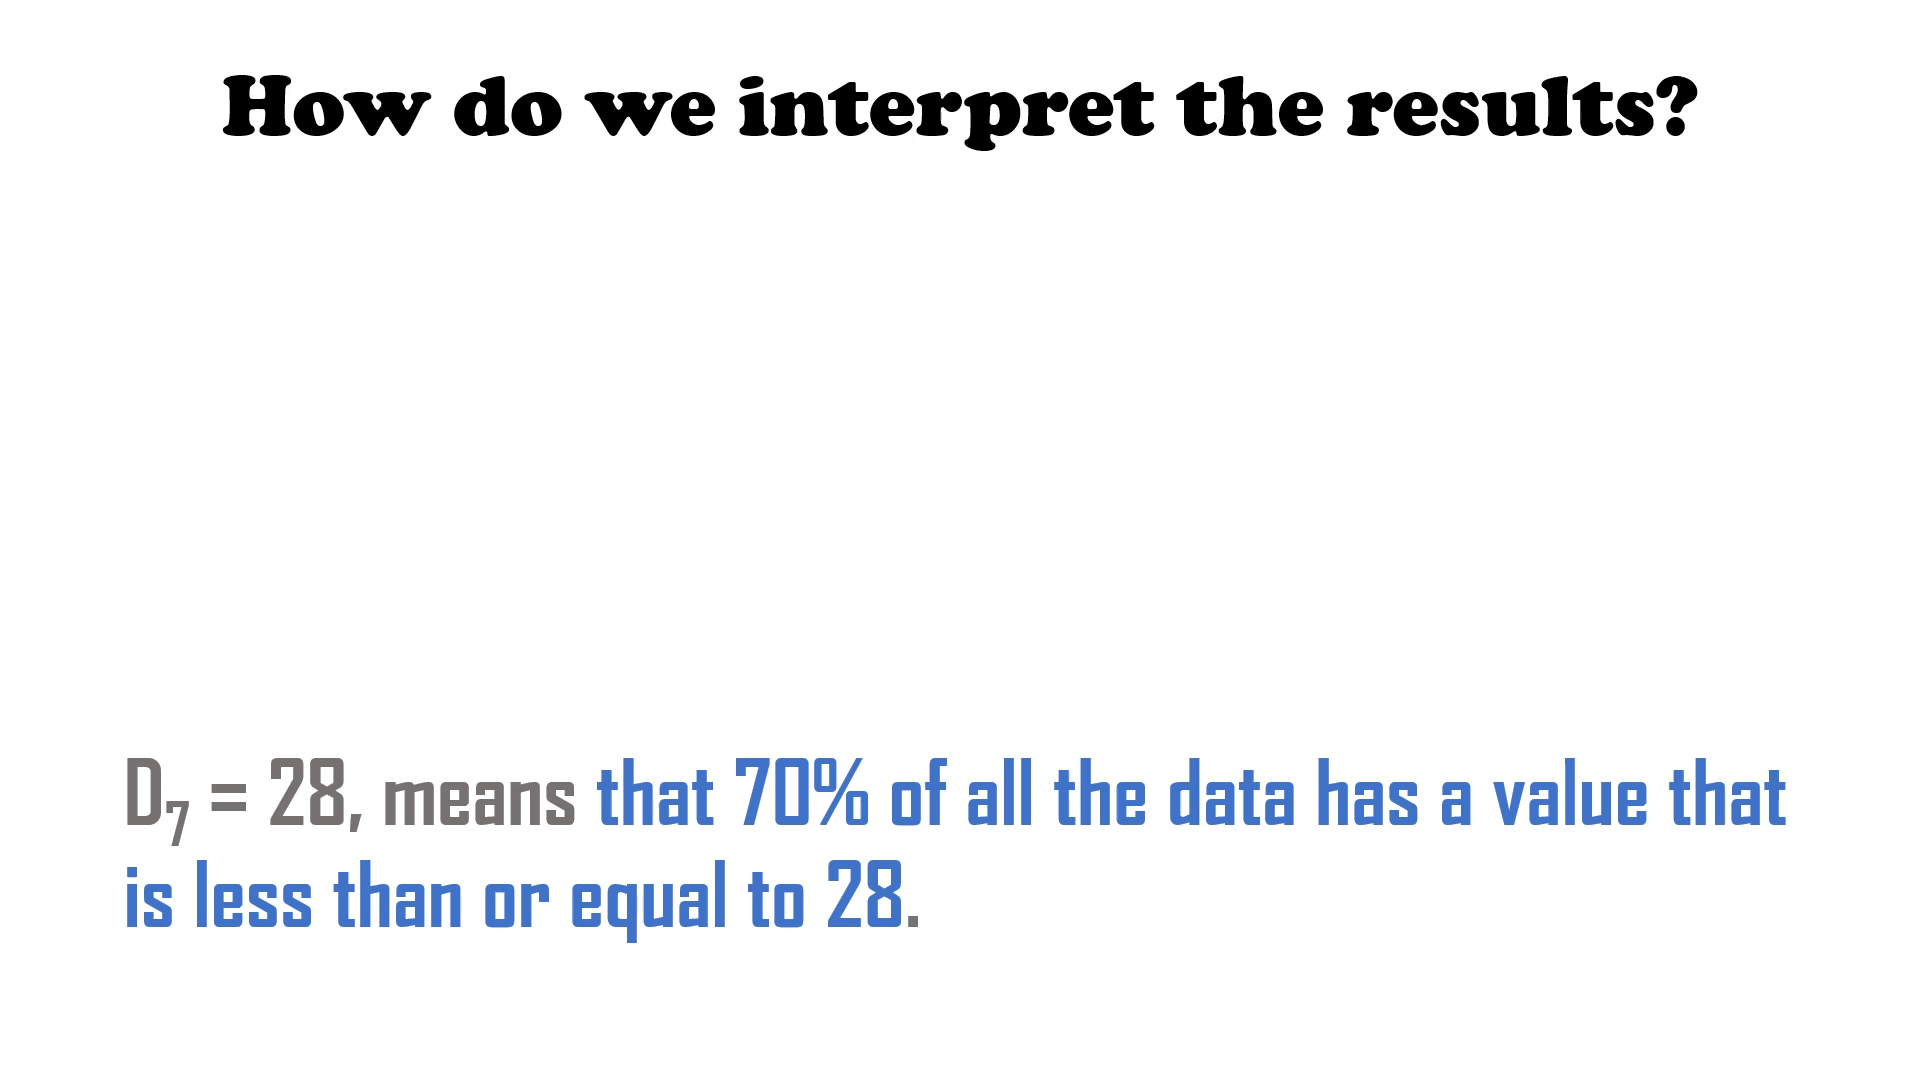 How do we interpret the results?
D₇ = 28, means that 70% of all the data has a value that
is less than or equal to 28.